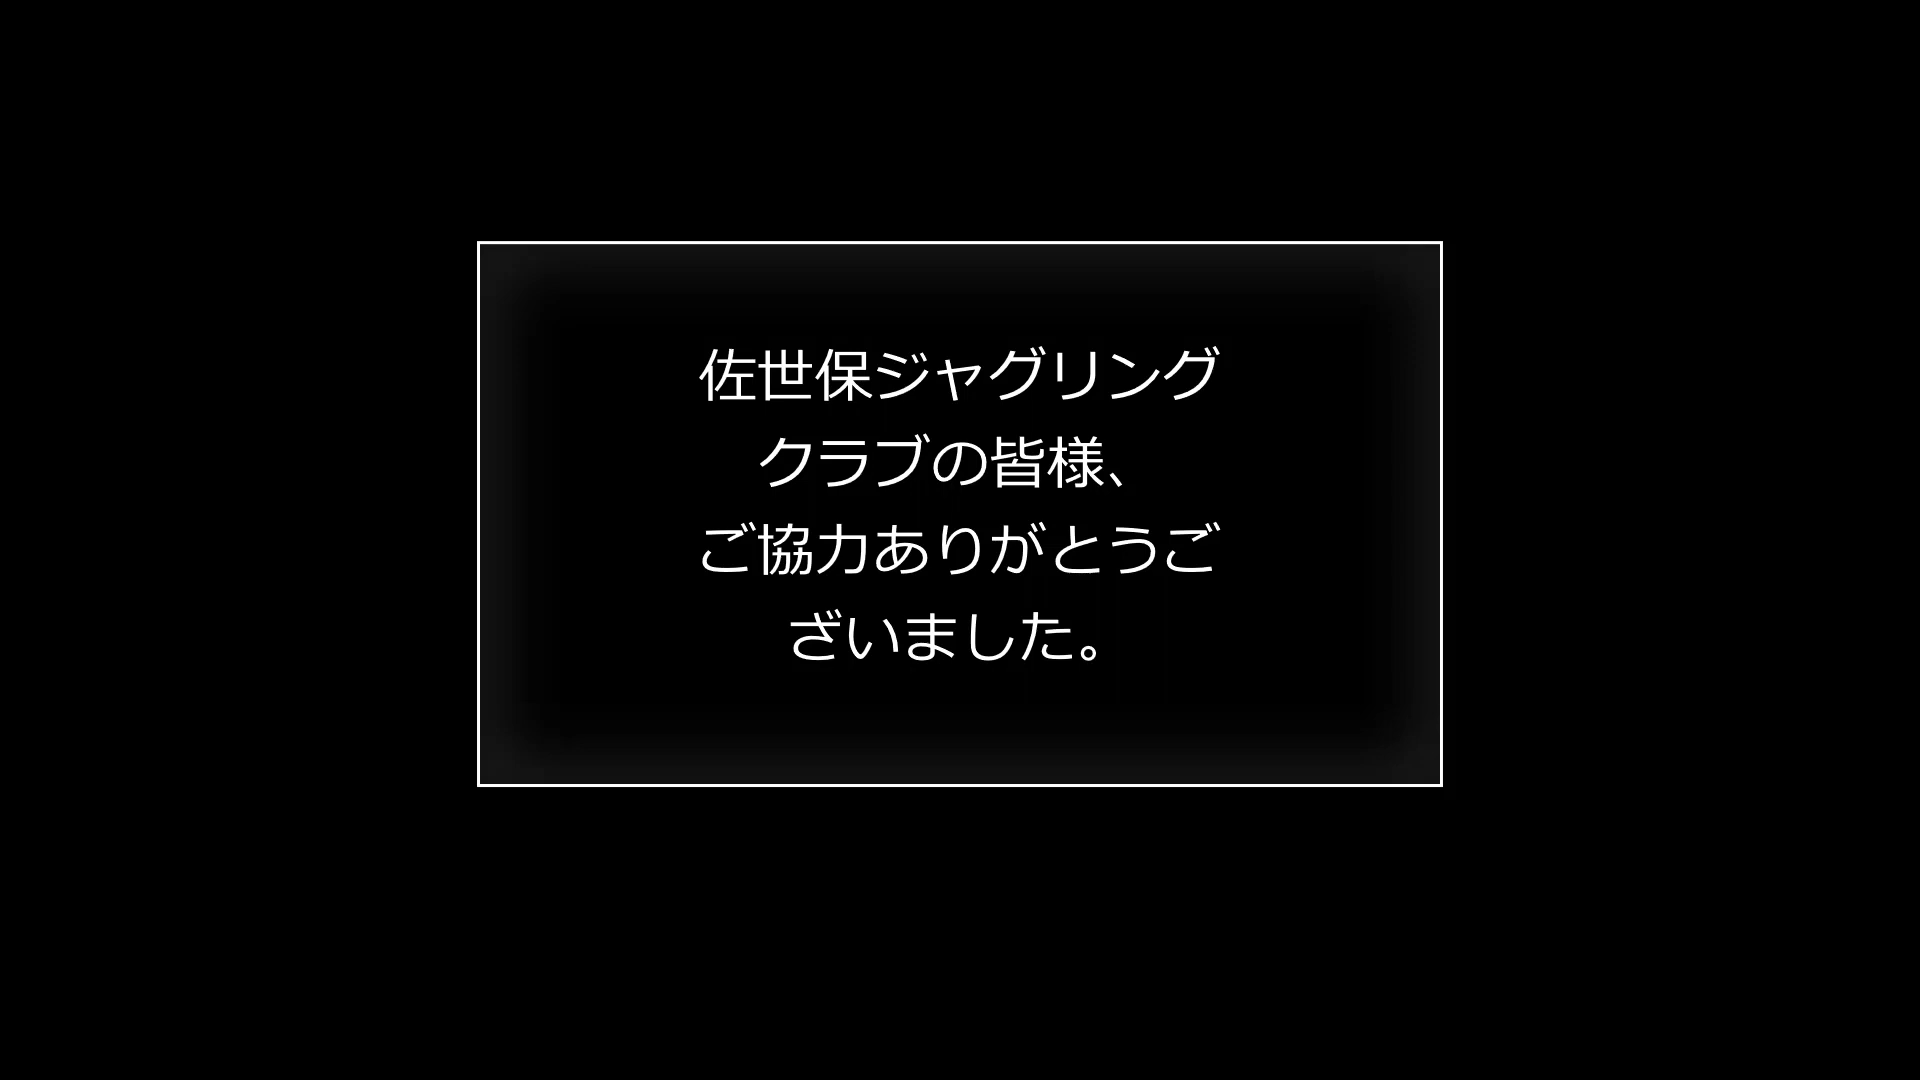 佐世保ジャグリング
クラブの皆様、
ご協力ありがとうご
ざいました。